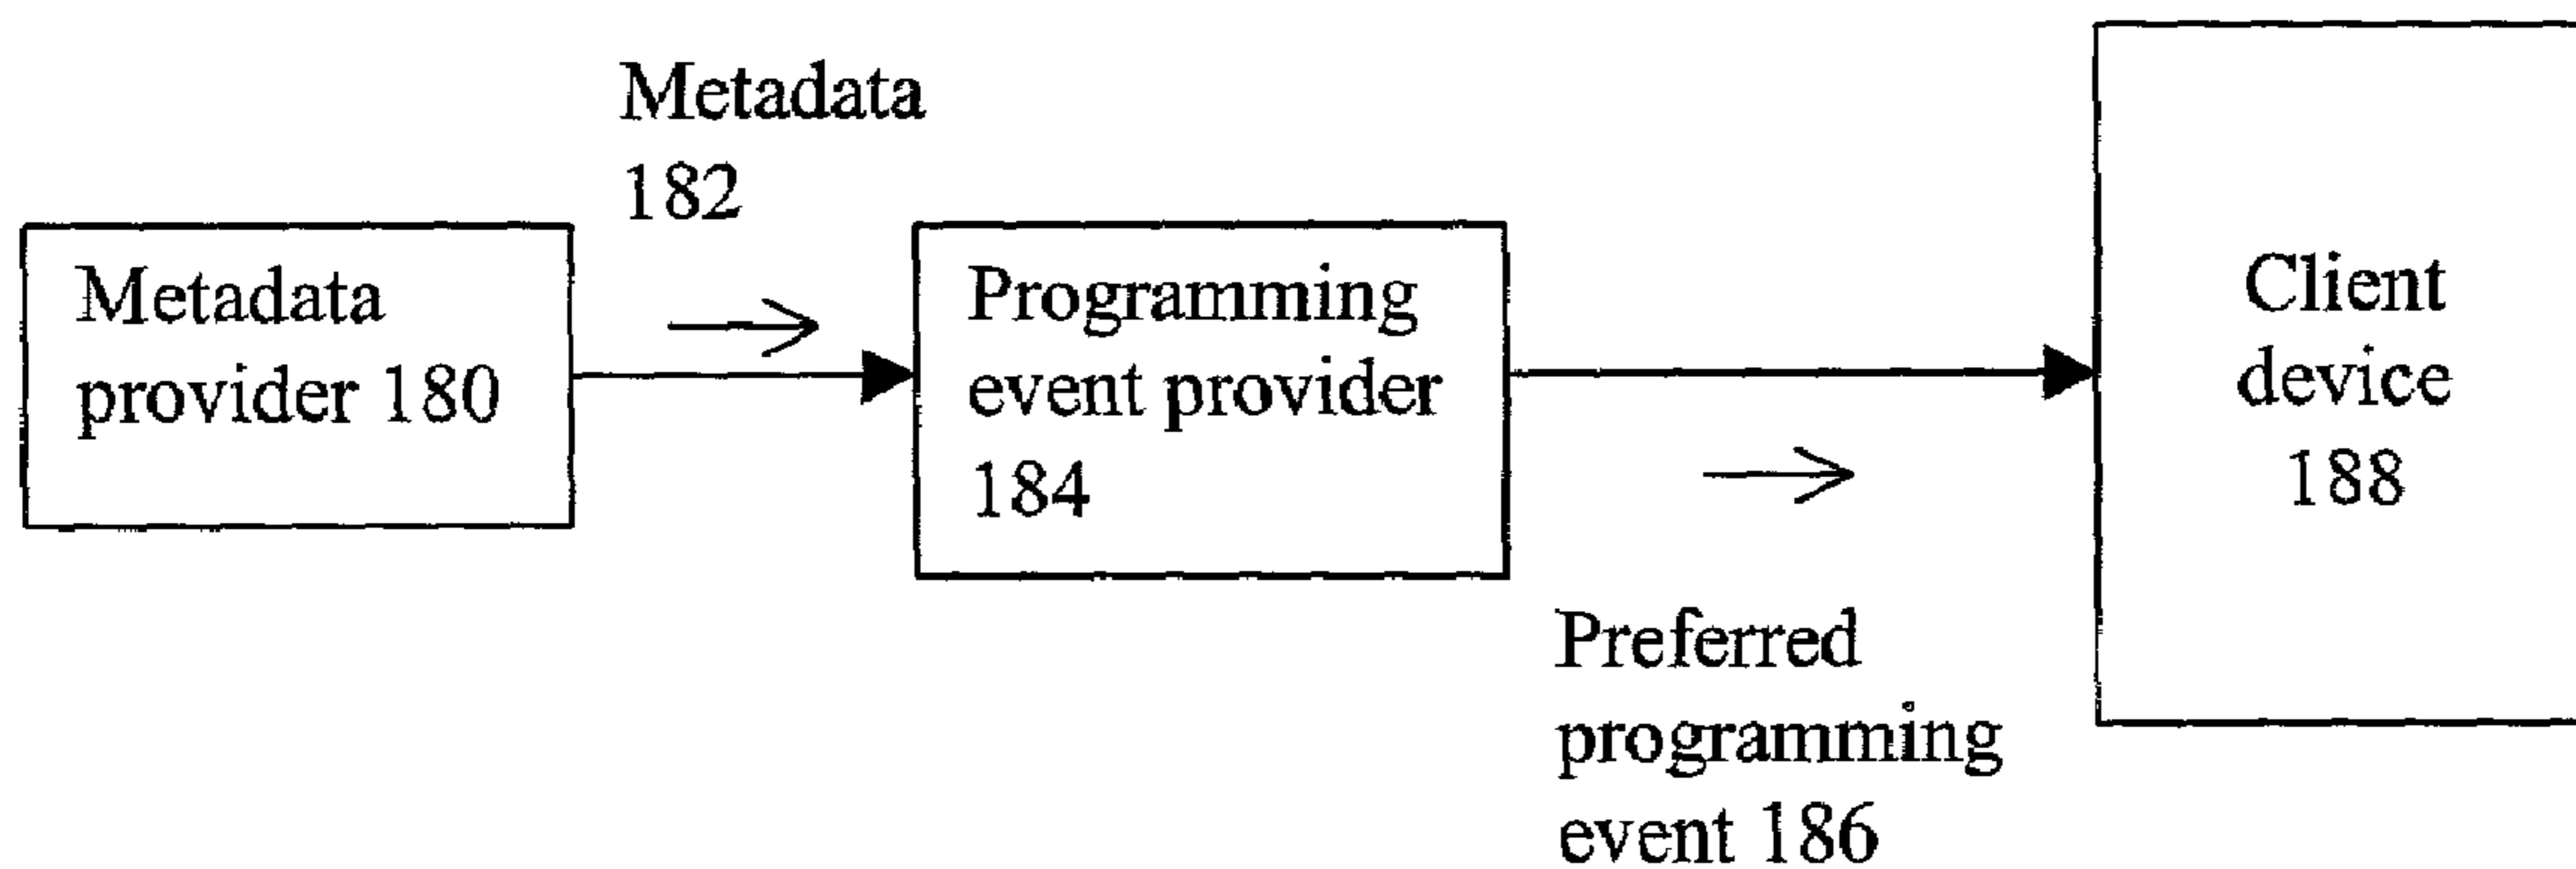 Metadata
182
Metadata
provider 180
Programming
event provider
184
Client
device
188
Preferred
programming
event 186